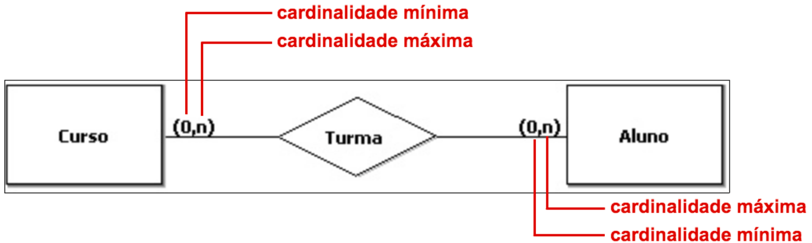 cardinalidade mínima
cardinalidade máxima
(0,n)
(0,n)
Curso
Turma
Aluno
cardinalidade máxima
cardinalidade mínima